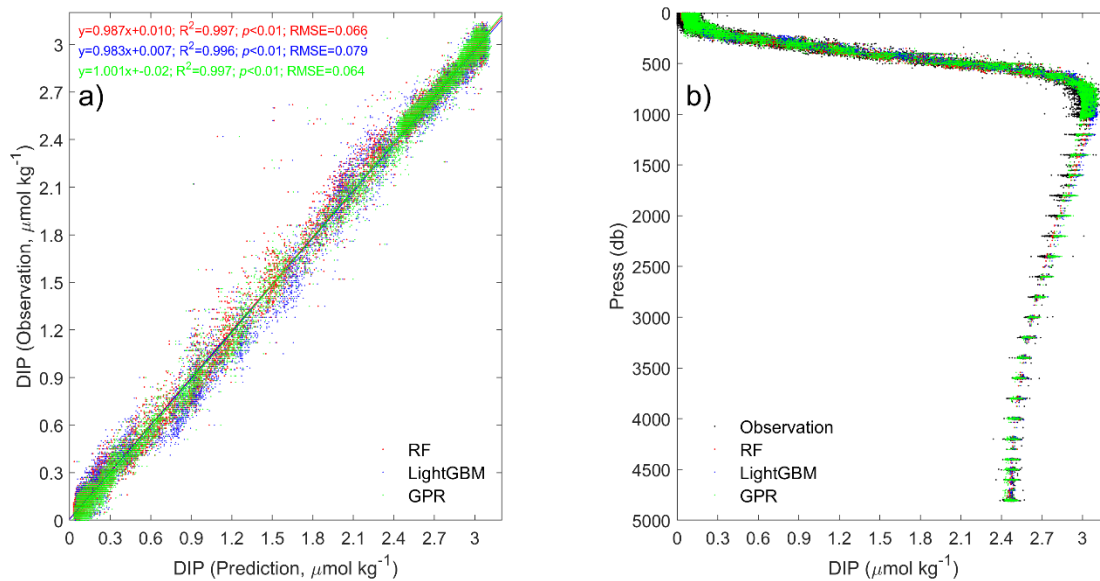 y=0.987x+0.010; R²=0.997; p<0.01; RMSE=0.066
y=0.983x+0.007; R²=0.996; p<0.01; RMSE=0.079
y=1.001x+-0.02; R²=0.997; p<0.01; RMSE=0.064
a)
3
2.7
2.4
2.1
1.8
1.5
1.2
0.9
0.6
0.3
0
DIP (Observation, μmol kg⁻¹)
RF
LightGBM
GPR
0 0.3 0.6 0.9 1.2 1.5 1.8 2.1 2.4 2.7 3
DIP (Prediction, μmol kg⁻¹)
b)
0
500
1000
1500
2000
2500
3000
3500
4000
4500
5000
Press (db)
Observation
RF
LightGBM
GPR
0 0.3 0.6 0.9 1.2 1.5 1.8 2.1 2.4 2.7 3
DIP (μmol kg⁻¹)